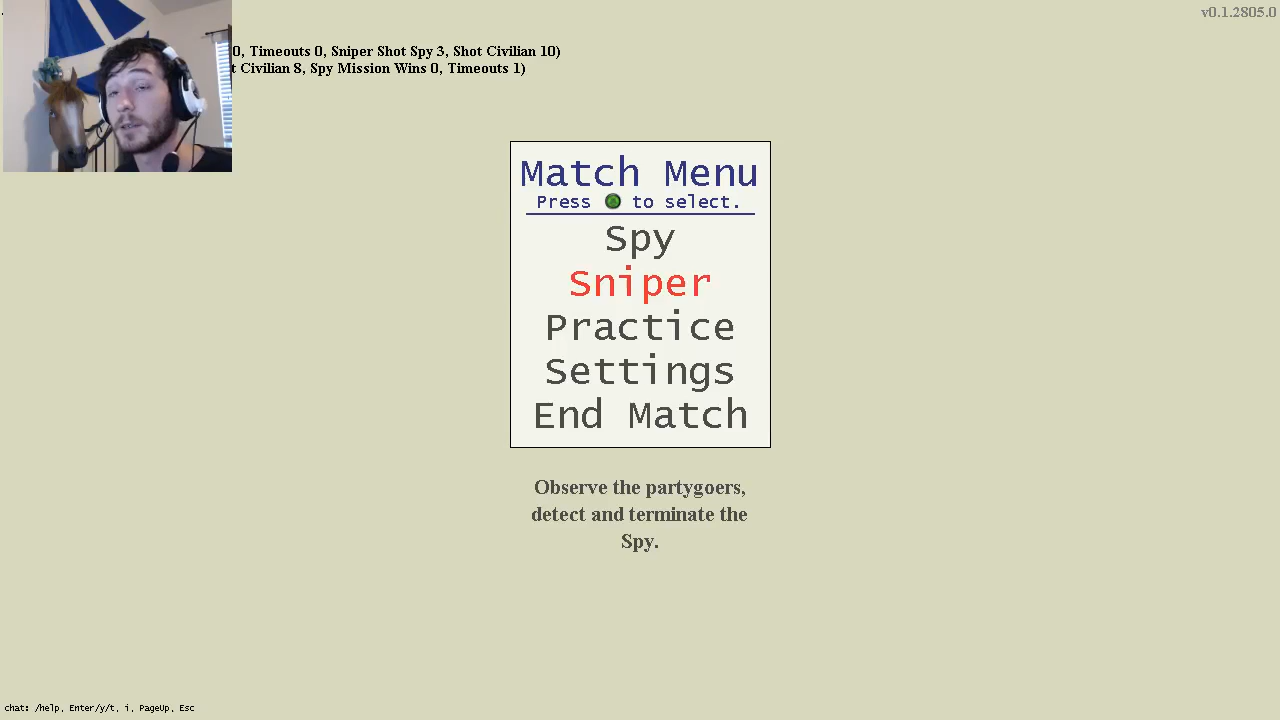 v0.1.2805.0
0, Timeouts 0, Sniper Shot Spy 3, Shot Civilian 10)
t Civilian 8, Spy Mission Wins 0, Timeouts 1)
Match Menu
Press to select.
Spy
Sniper
Practice
Settings
End Match
Observe the partygoers,
detect and terminate the
Spy.
chat: /help, Enter/y/t, i, PageUp, Esc